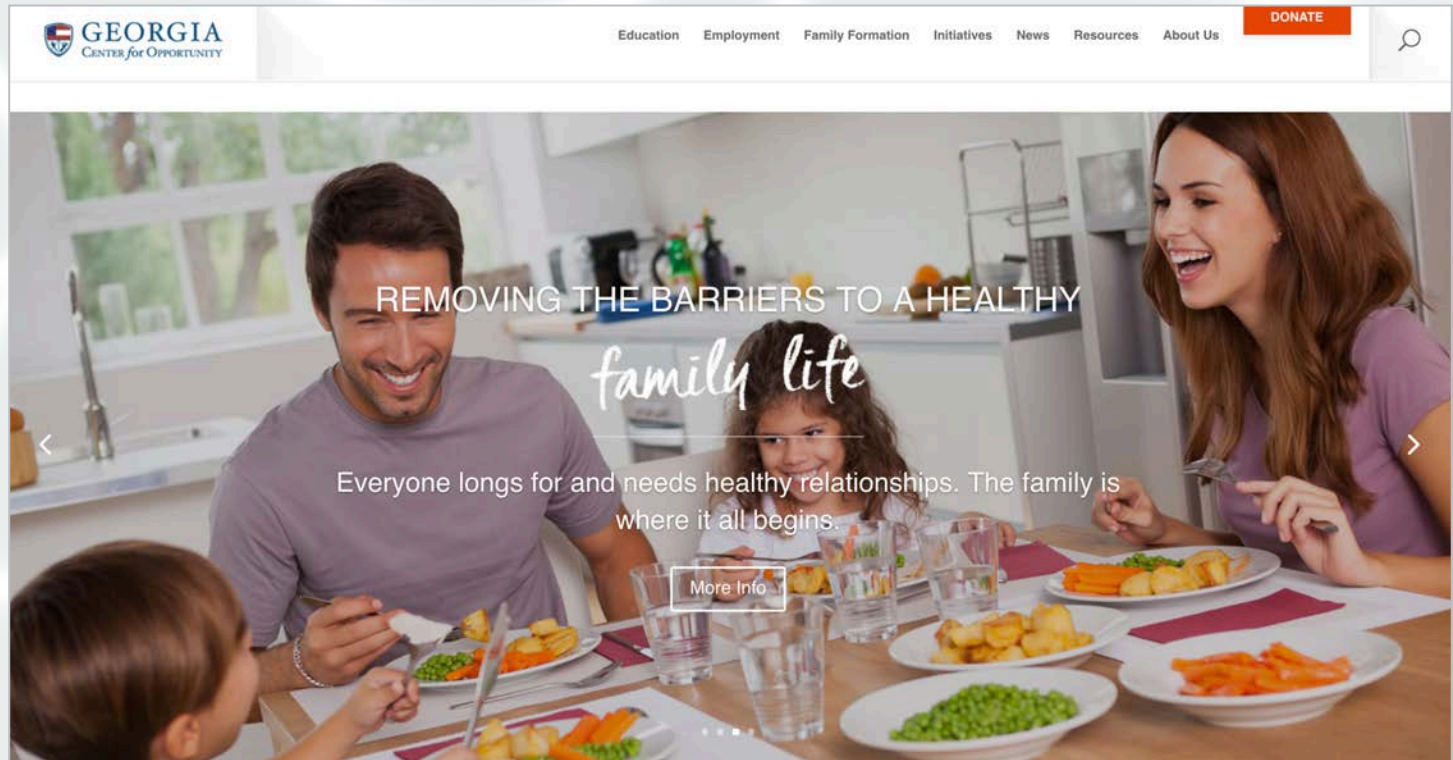 GEORGIA
CENTER for OPPORTUNITY
Education Employment Family Formation Initiatives News Resources About Us DONATE
REMOVING THE BARRIERS TO A HEALTHY
family life
Everyone longs for and needs healthy relationships. The family is
where it all begins.
More Info